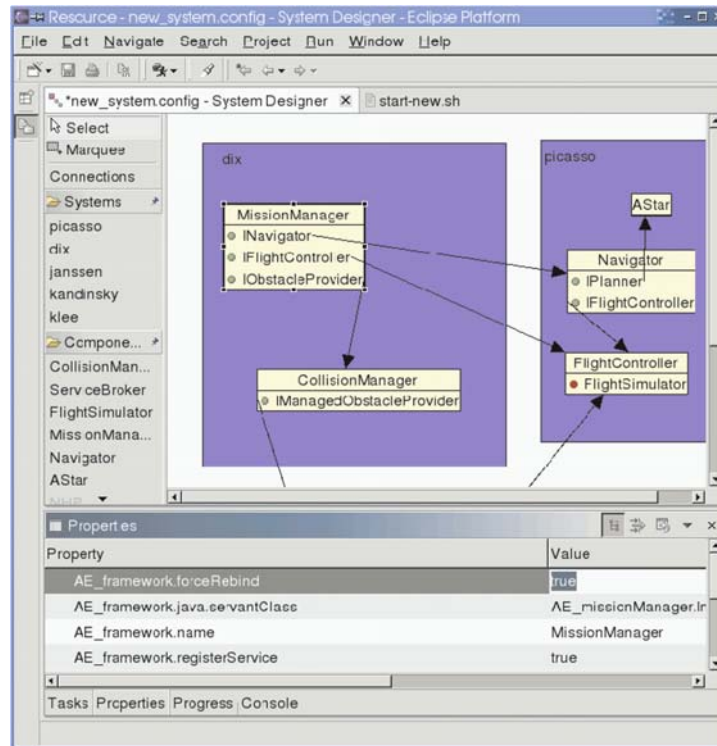 Resource - new_system.config - System Designer - Eclipse Platform
File Edit Navigate Search Project Run Window Help
*new_system.config - System Designer
start-new.sh
Select
Marquee
Connections
Systems
picasso
dix
janssen
kandinsky
klee
Compone...
CollisionMan...
ServiceBroker
FlightSimulator
MissionMana...
Navigator
AStar
dix
MissionManager
INavigator
IFlightController
IObstacleProvider
CollisionManager
IManagedObstacleProvider
picasso
AStar
Navigator
IPlanner
IFlightController
FlightController
FlightSimulator
Properties
Property Value
AE_framework.forceRebind true
AE_framework.java.servantClass AE_missionManager.Ir
AE_framework.name MissionManager
AE_framework.registerService true
Tasks Properties Progress Console